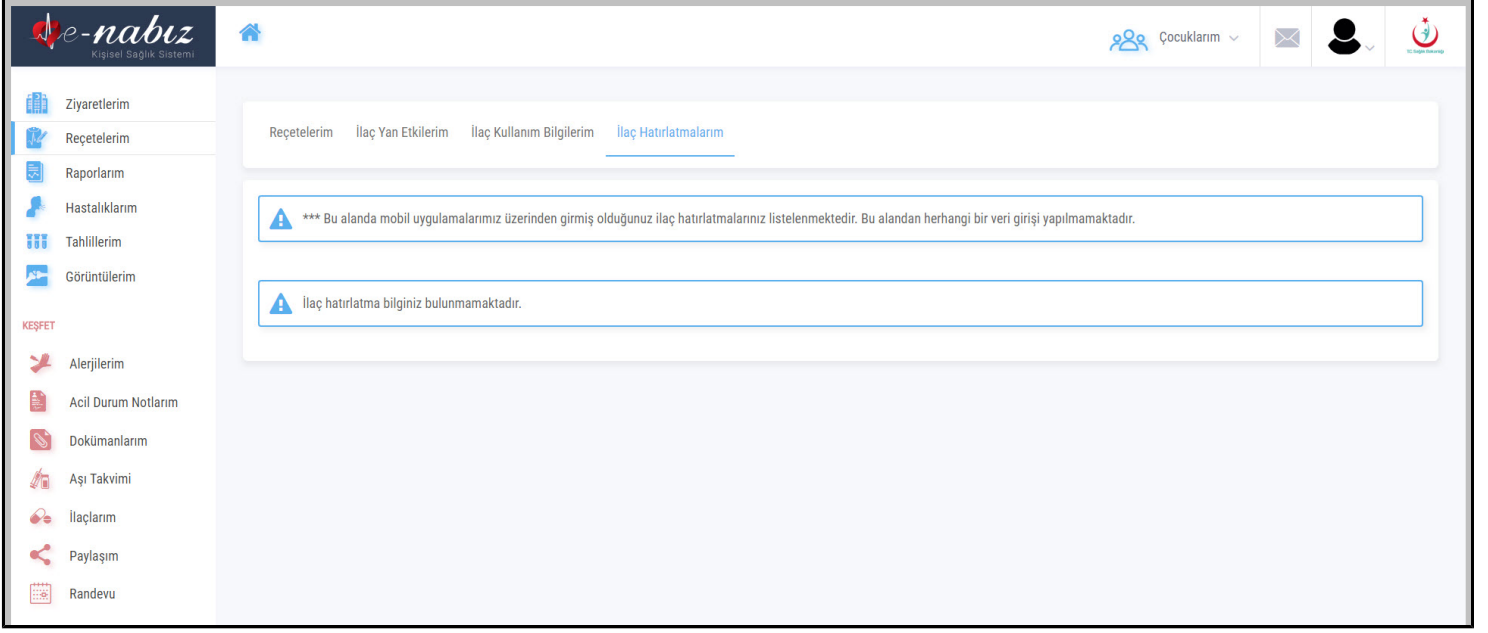 e-nabız
Kişisel Sağlık Sistemi
Çocuklarım
T.C. Sağlık Bakanlığı
Ziyaretlerim
Reçetelerim
Raporlarım
Hastalıklarım
Tahlillerim
Görüntülerim
KEŞFET
Alerjilerim
Acil Durum Notlarım
Dokümanlarım
Aşı Takvimi
İlaçlarım
Paylaşım
Randevu
Reçetelerim İlaç Yan Etkilerim İlaç Kullanım Bilgilerim İlaç Hatırlatmalarım
*** Bu alanda mobil uygulamalarımız üzerinden girmiş olduğunuz ilaç hatırlatmalarınız listelenmektedir. Bu alandan herhangi bir veri girişi yapılmamaktadır.
İlaç hatırlatma bilginiz bulunmamaktadır.